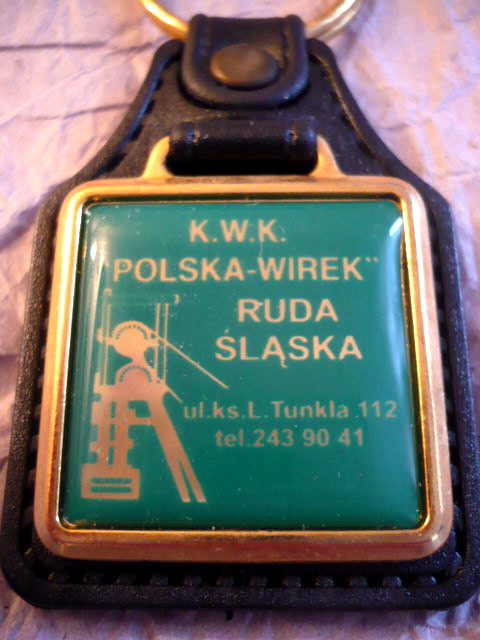 K.W.K.
"POLSKA-WIREK"
RUDA
ŚLĄSKA
ul.ks.L.Tunkla 112
tel.243 90 41